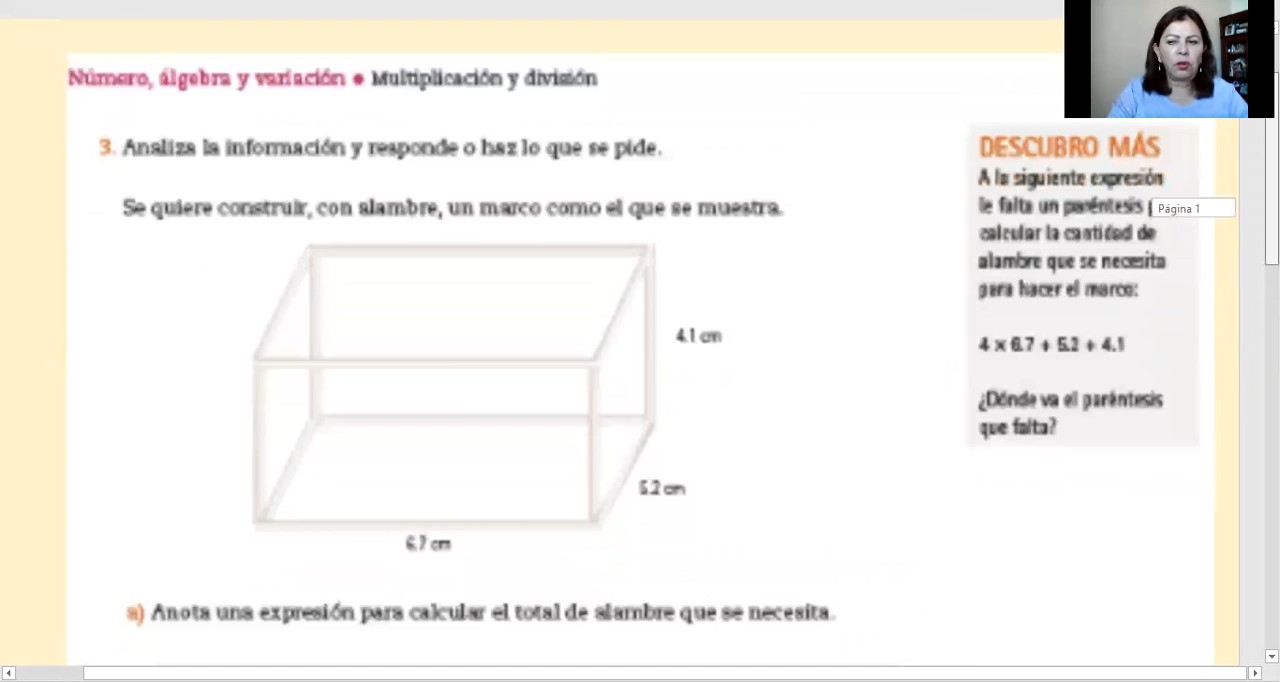 Número, álgebra y variación • Multiplicación y división
3. Analiza la información y responde o haz lo que se pide.
Se quiere construir, con alambre, un marco como el que se muestra.
4.1 cm
5.2 cm
6.7 cm
a) Anota una expresión para calcular el total de alambre que se necesita.
DESCUBRO MÁS
A la siguiente expresión
le falta un paréntesis
calcular la cantidad de
alambre que se necesita
para hacer el marco:
4 x 6.7 + 5.2 + 4.1
¿Dónde va el paréntesis
que falta?
Página 1